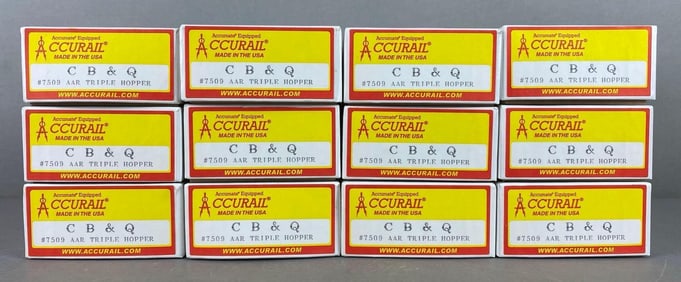 Accumate® Equipped
ACCURAIL®
MADE IN THE USA
C B & Q
#7509 AAR TRIPLE HOPPER
WWW.ACCURAIL.COM
Accumate® Equipped
ACCURAIL®
MADE IN THE USA
C B & Q
#7509 AAR TRIPLE HOPPER
WWW.ACCURAIL.COM
Accumate® Equipped
ACCURAIL®
MADE IN THE USA
C B & Q
#7509 AAR TRIPLE HOPPER
WWW.ACCURAIL.COM
Accumate® Equipped
ACCURAIL®
MADE IN THE USA
C B & Q
#7509 AAR TRIPLE HOPPER
WWW.ACCURAIL.COM
Accumate® Equipped
ACCURAIL®
MADE IN THE USA
C B & Q
#7509 AAR TRIPLE HOPPER
WWW.ACCURAIL.COM
Accumate® Equipped
ACCURAIL®
MADE IN THE USA
C B & Q
#7509 AAR TRIPLE HOPPER
WWW.ACCURAIL.COM
Accumate® Equipped
ACCURAIL®
MADE IN THE USA
C B & Q
#7509 AAR TRIPLE HOPPER
WWW.ACCURAIL.COM
Accumate® Equipped
ACCURAIL®
MADE IN THE USA
C B & Q
#7509 AAR TRIPLE HOPPER
WWW.ACCURAIL.COM
Accumate® Equipped
ACCURAIL®
MADE IN THE USA
C B & Q
#7509 AAR TRIPLE HOPPER
WWW.ACCURAIL.COM
Accumate® Equipped
ACCURAIL®
MADE IN THE USA
C B & Q
#7509 AAR TRIPLE HOPPER
WWW.ACCURAIL.COM
Accumate® Equipped
ACCURAIL®
MADE IN THE USA
C B & Q
#7509 AAR TRIPLE HOPPER
WWW.ACCURAIL.COM
Accumate® Equipped
ACCURAIL®
MADE IN THE USA
C B & Q
#7509 AAR TRIPLE HOPPER
WWW.ACCURAIL.COM